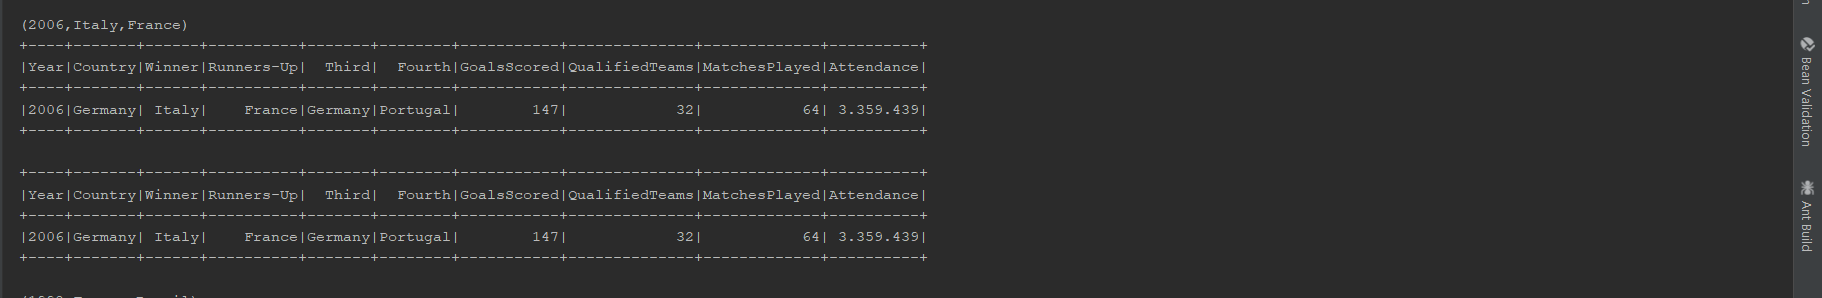 (2006,Italy,France)
+----+-------+------+----------+-------+--------+-----------+--------------+-------------+----------+
|Year|Country|Winner|Runners-Up|  Third|  Fourth|GoalsScored|QualifiedTeams|MatchesPlayed|Attendance|
+----+-------+------+----------+-------+--------+-----------+--------------+-------------+----------+
|2006|Germany| Italy|    France|Germany|Portugal|        147|            32|           64| 3.359.439|
+----+-------+------+----------+-------+--------+-----------+--------------+-------------+----------+
+----+-------+------+----------+-------+--------+-----------+--------------+-------------+----------+
|Year|Country|Winner|Runners-Up|  Third|  Fourth|GoalsScored|QualifiedTeams|MatchesPlayed|Attendance|
+----+-------+------+----------+-------+--------+-----------+--------------+-------------+----------+
|2006|Germany| Italy|    France|Germany|Portugal|        147|            32|           64| 3.359.439|
+----+-------+------+----------+-------+--------+-----------+--------------+-------------+----------+
Bean Validation
Ant Build